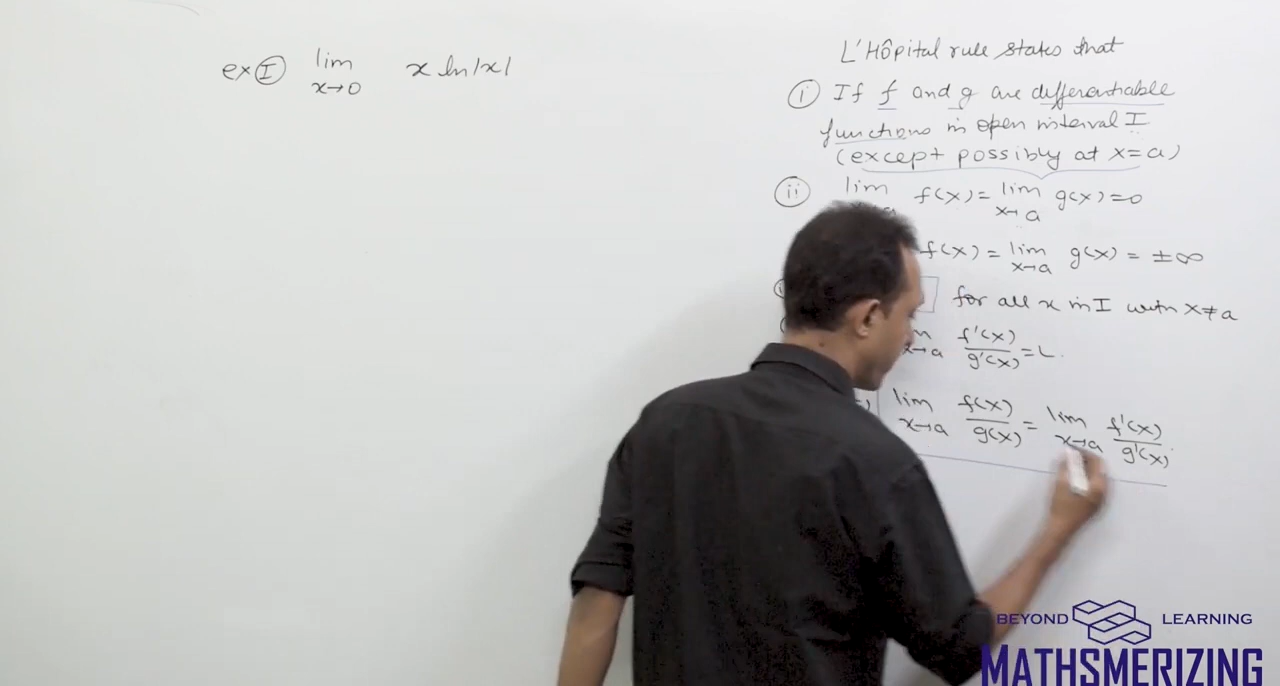 ex Ⓘ lim x→0 x ln|x|
L'Hôpital rule states that
ⓘ If f and g are differentiable
functions in open interval I
(except possibly at x=a)
ii lim f(x) = lim x→a g(x) = 0
f(x) = lim x→a g(x) = ±∞
for all x in I with x≠a
x→a f'(x)/g'(x) = L.
lim x→a f(x)/g(x) = lim x→a f'(x)/g'(x)
BEYOND LEARNING
MATHSMERIZING